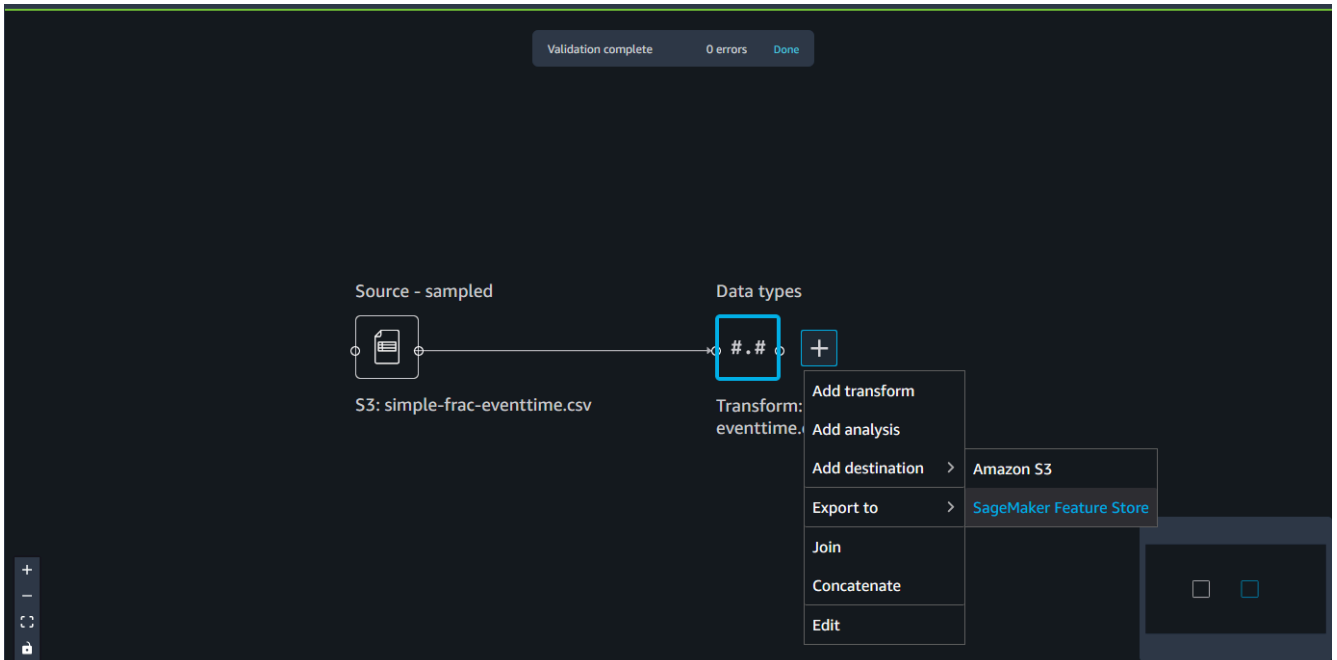 Validation complete 0 errors Done
Source - sampled
Data types
#.#
S3: simple-frac-eventtime.csv
Transform:
eventtime.
Add transform
Add analysis
Add destination
Amazon S3
Export to
SageMaker Feature Store
Join
Concatenate
Edit